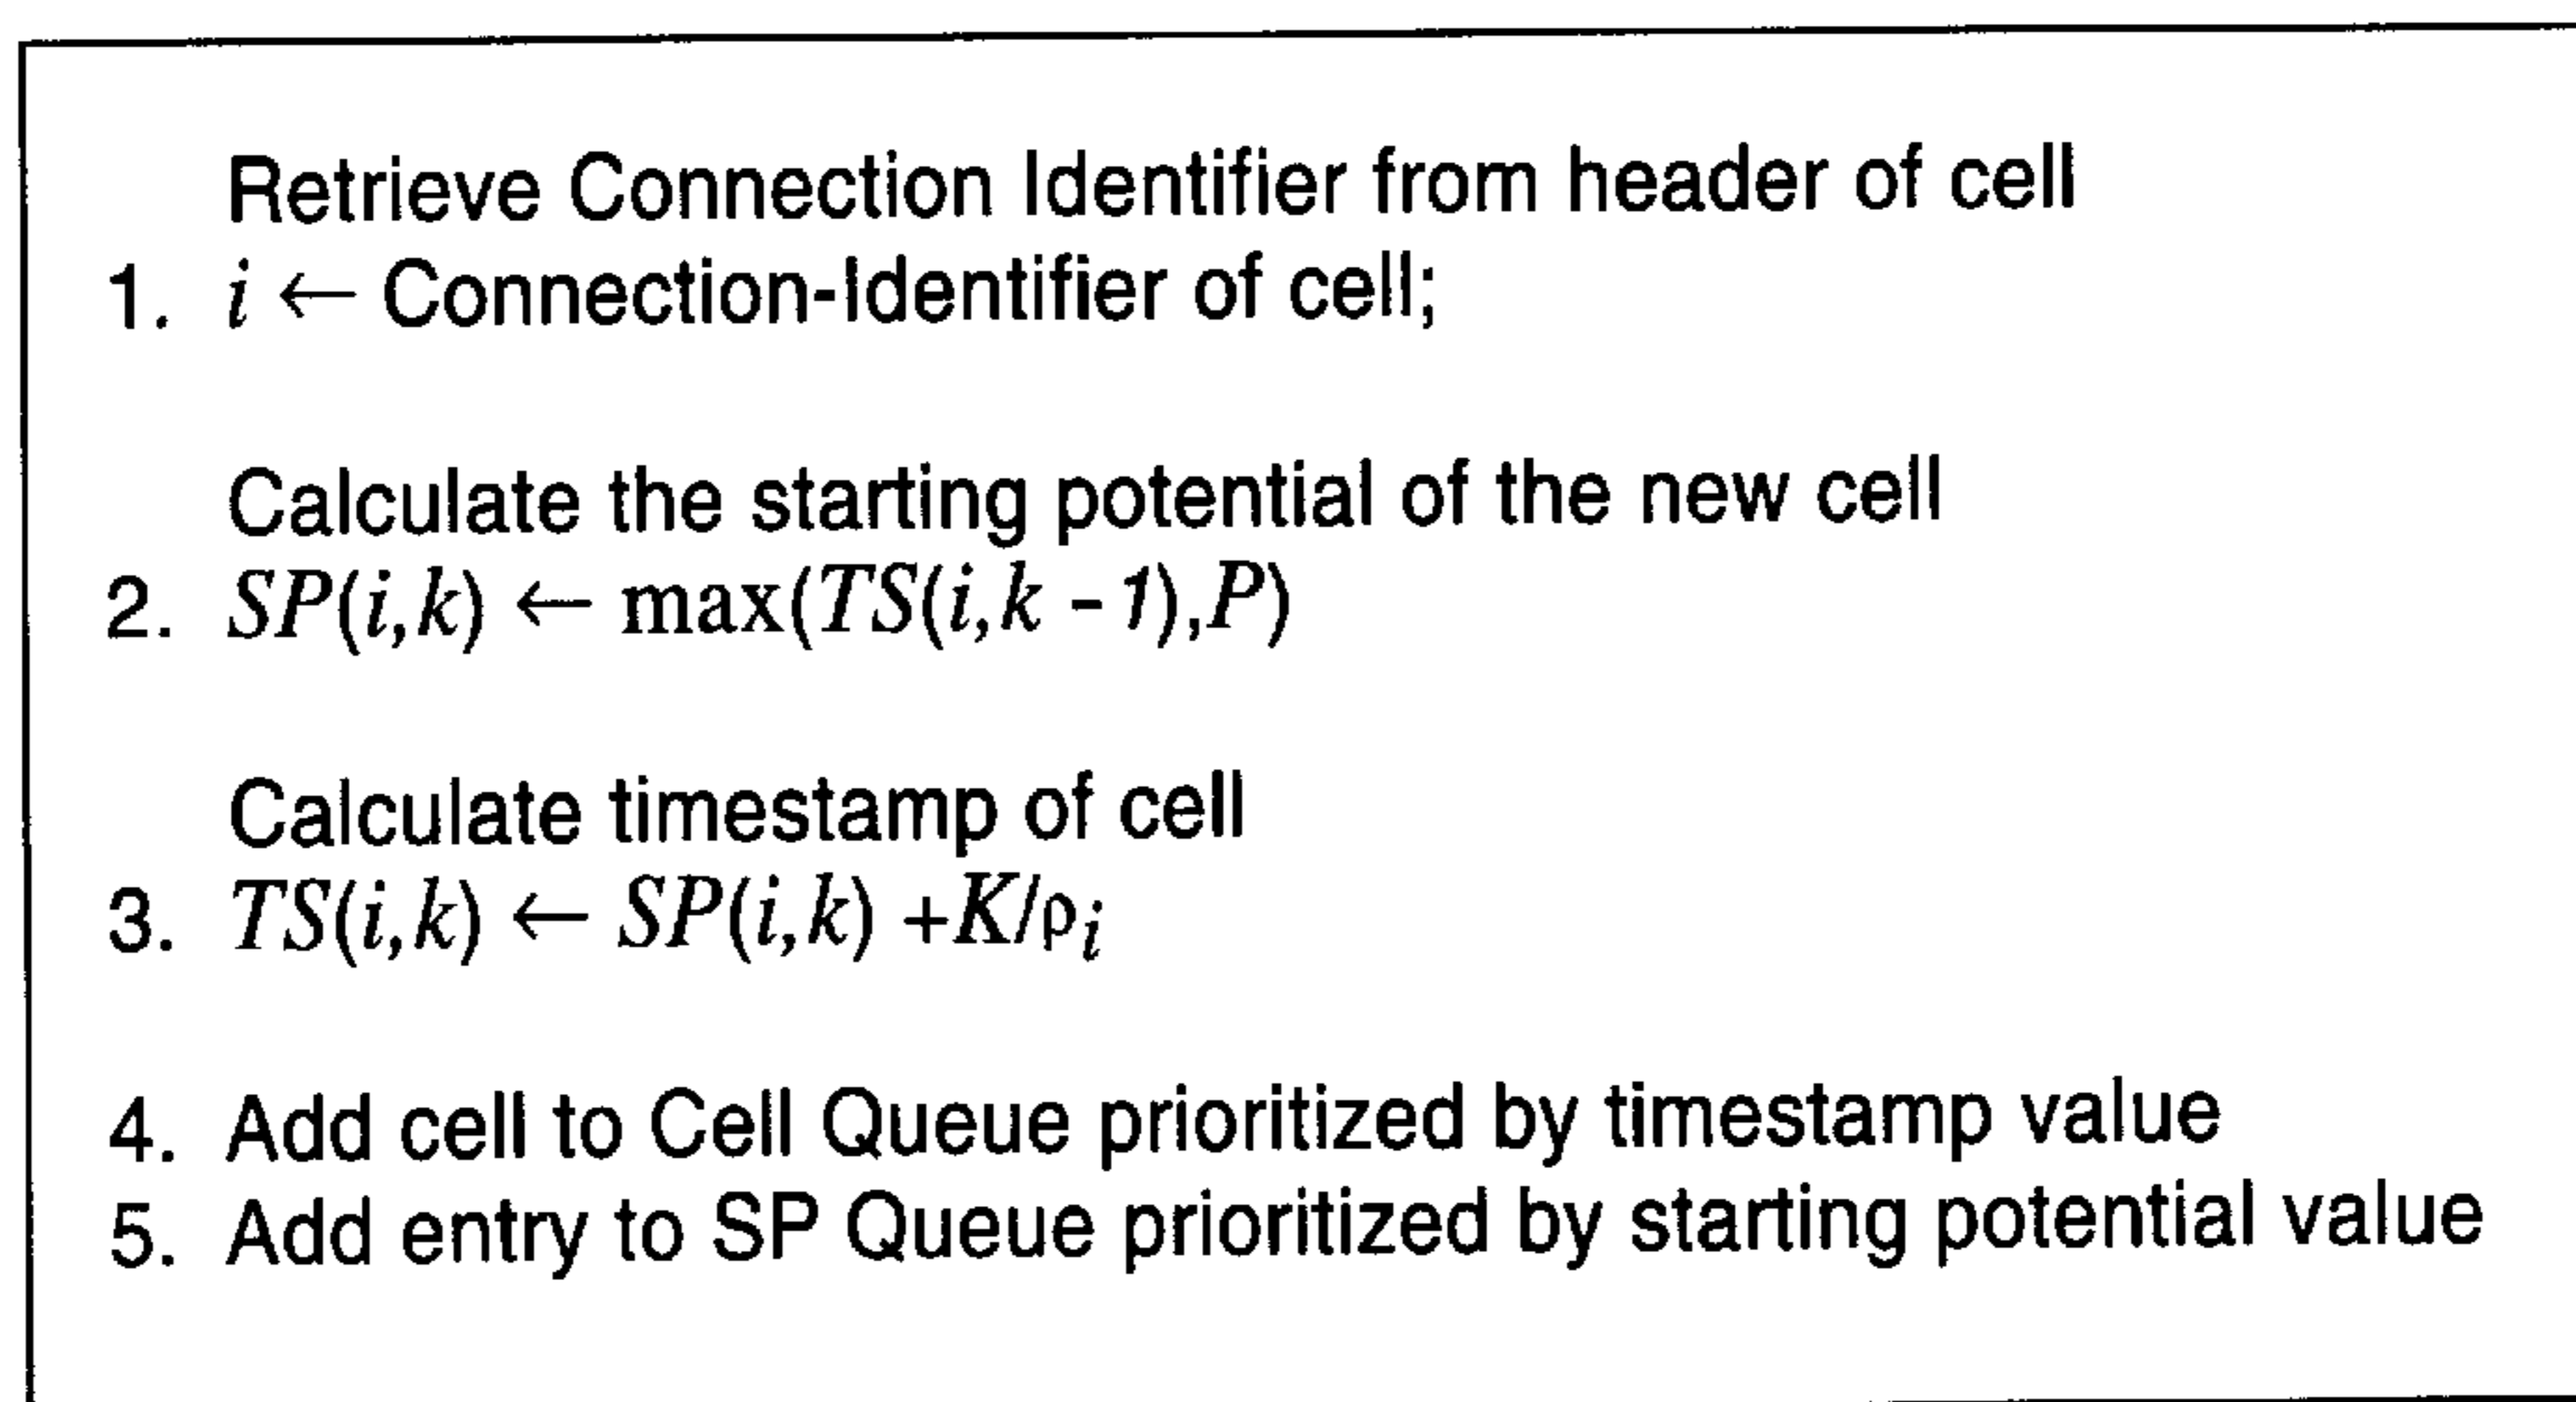 Retrieve Connection Identifier from header of cell
1. i ← Connection-Identifier of cell;
Calculate the starting potential of the new cell
2. SP(i,k) ← max(TS(i,k - 1),P)
Calculate timestamp of cell
3. TS(i,k) ← SP(i,k) +K/ρi
4. Add cell to Cell Queue prioritized by timestamp value
5. Add entry to SP Queue prioritized by starting potential value